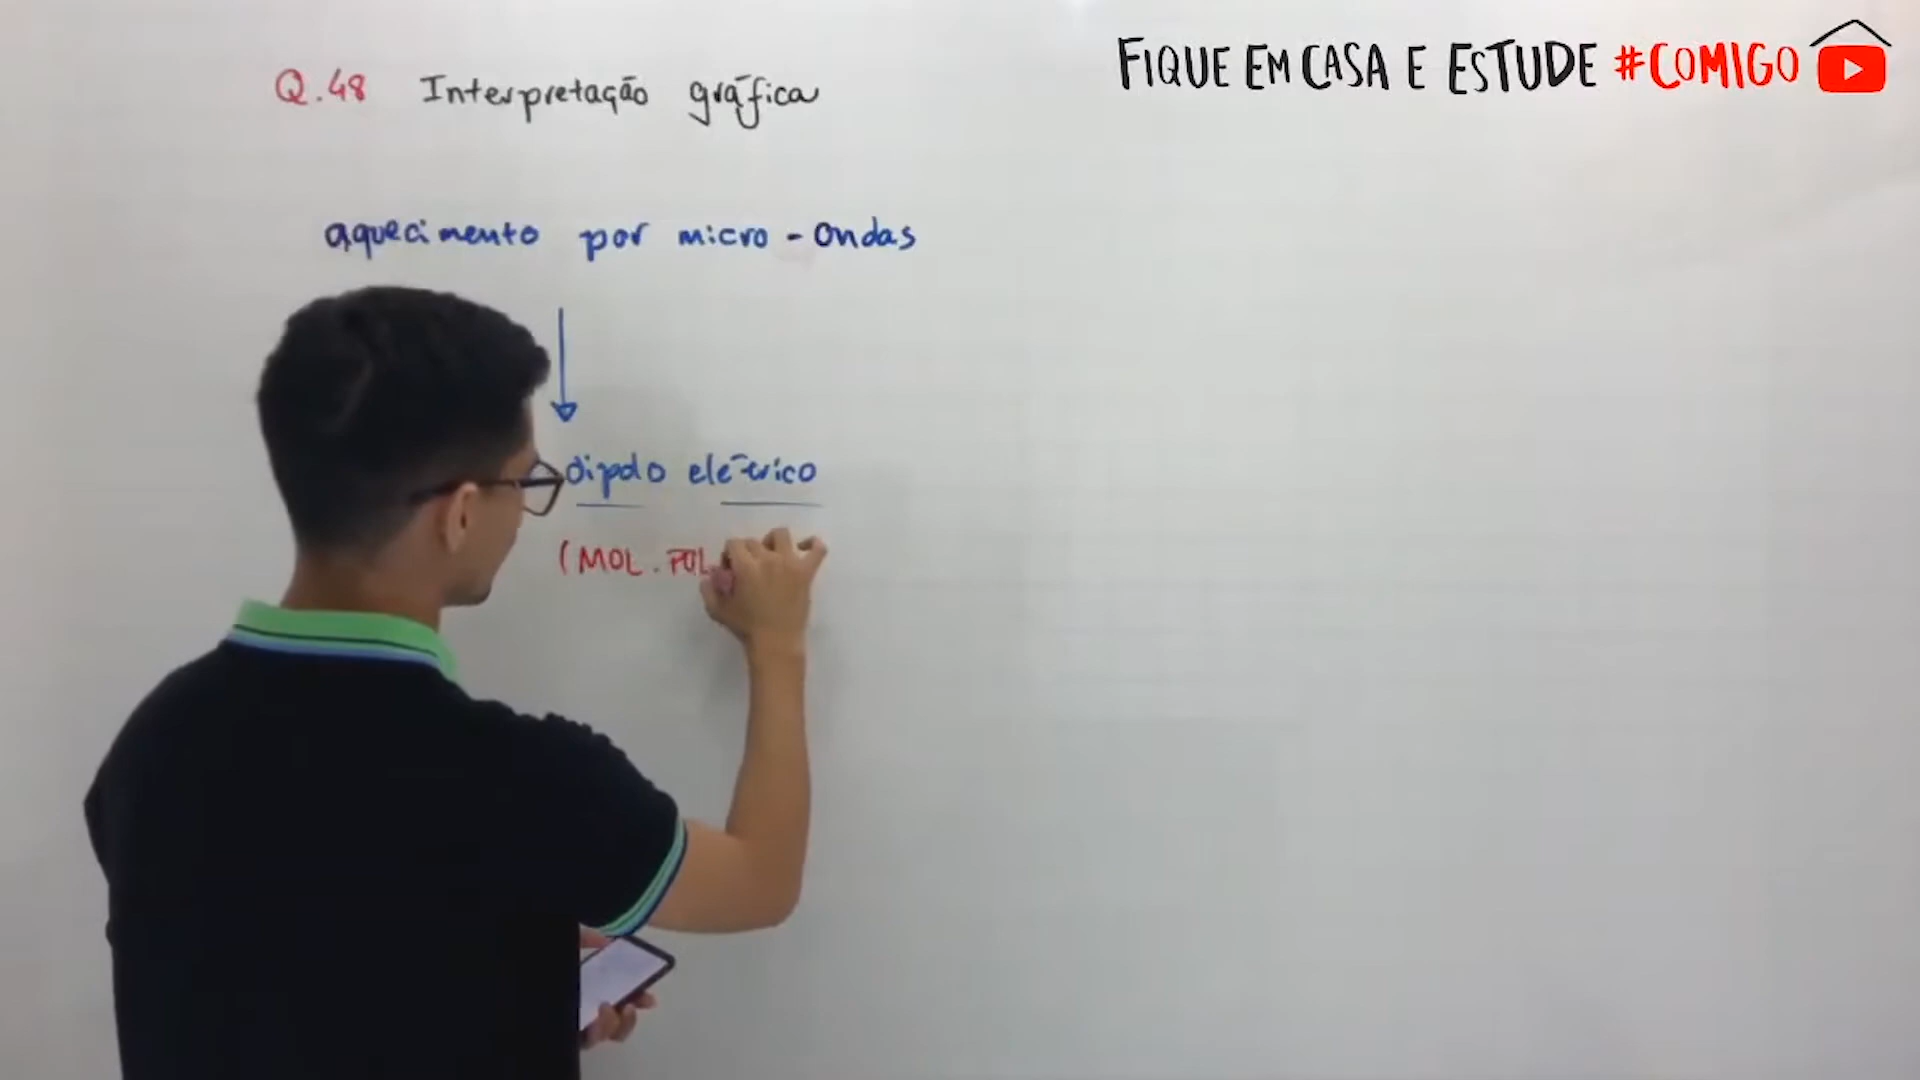 FIQUE EM CASA E ESTUDE #COMIGO
Q.48 Interpretação gráfica
aquecimento por micro-ondas
dipolo elétrico
(MOL. POL